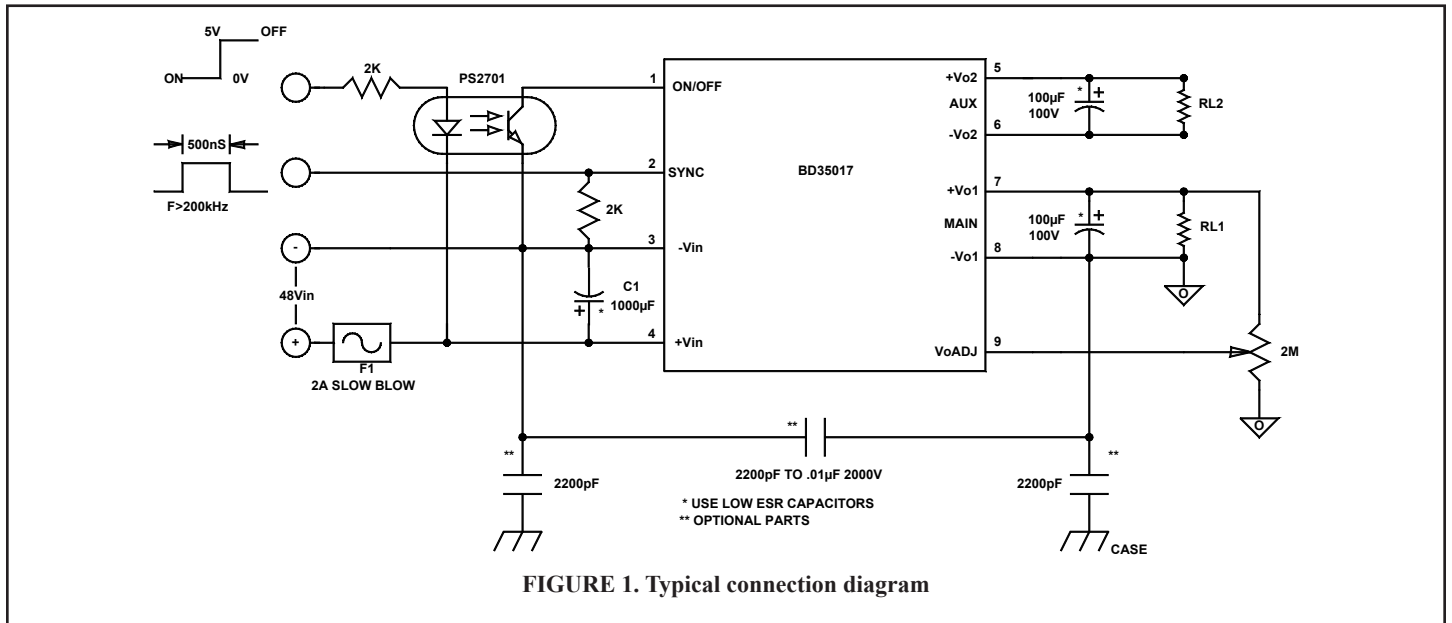 5V OFF
ON 0V
2K
PS2701
500nS
F>200kHz
48Vin
-
+
F1
2A SLOW BLOW
2K
C1
1000µF
+ *
1 ON/OFF
2 SYNC
3 -Vin
4 +Vin
BD35017
+Vo2 5
AUX
-Vo2 6
+Vo1 7
MAIN
-Vo1 8
VoADJ 9
* +
100µF
100V
RL2
* +
100µF
100V
RL1
O
2M
O
**
2200pF
**
2200pF TO .01µF 2000V
* USE LOW ESR CAPACITORS
** OPTIONAL PARTS
**
2200pF
CASE
FIGURE 1. Typical connection diagram